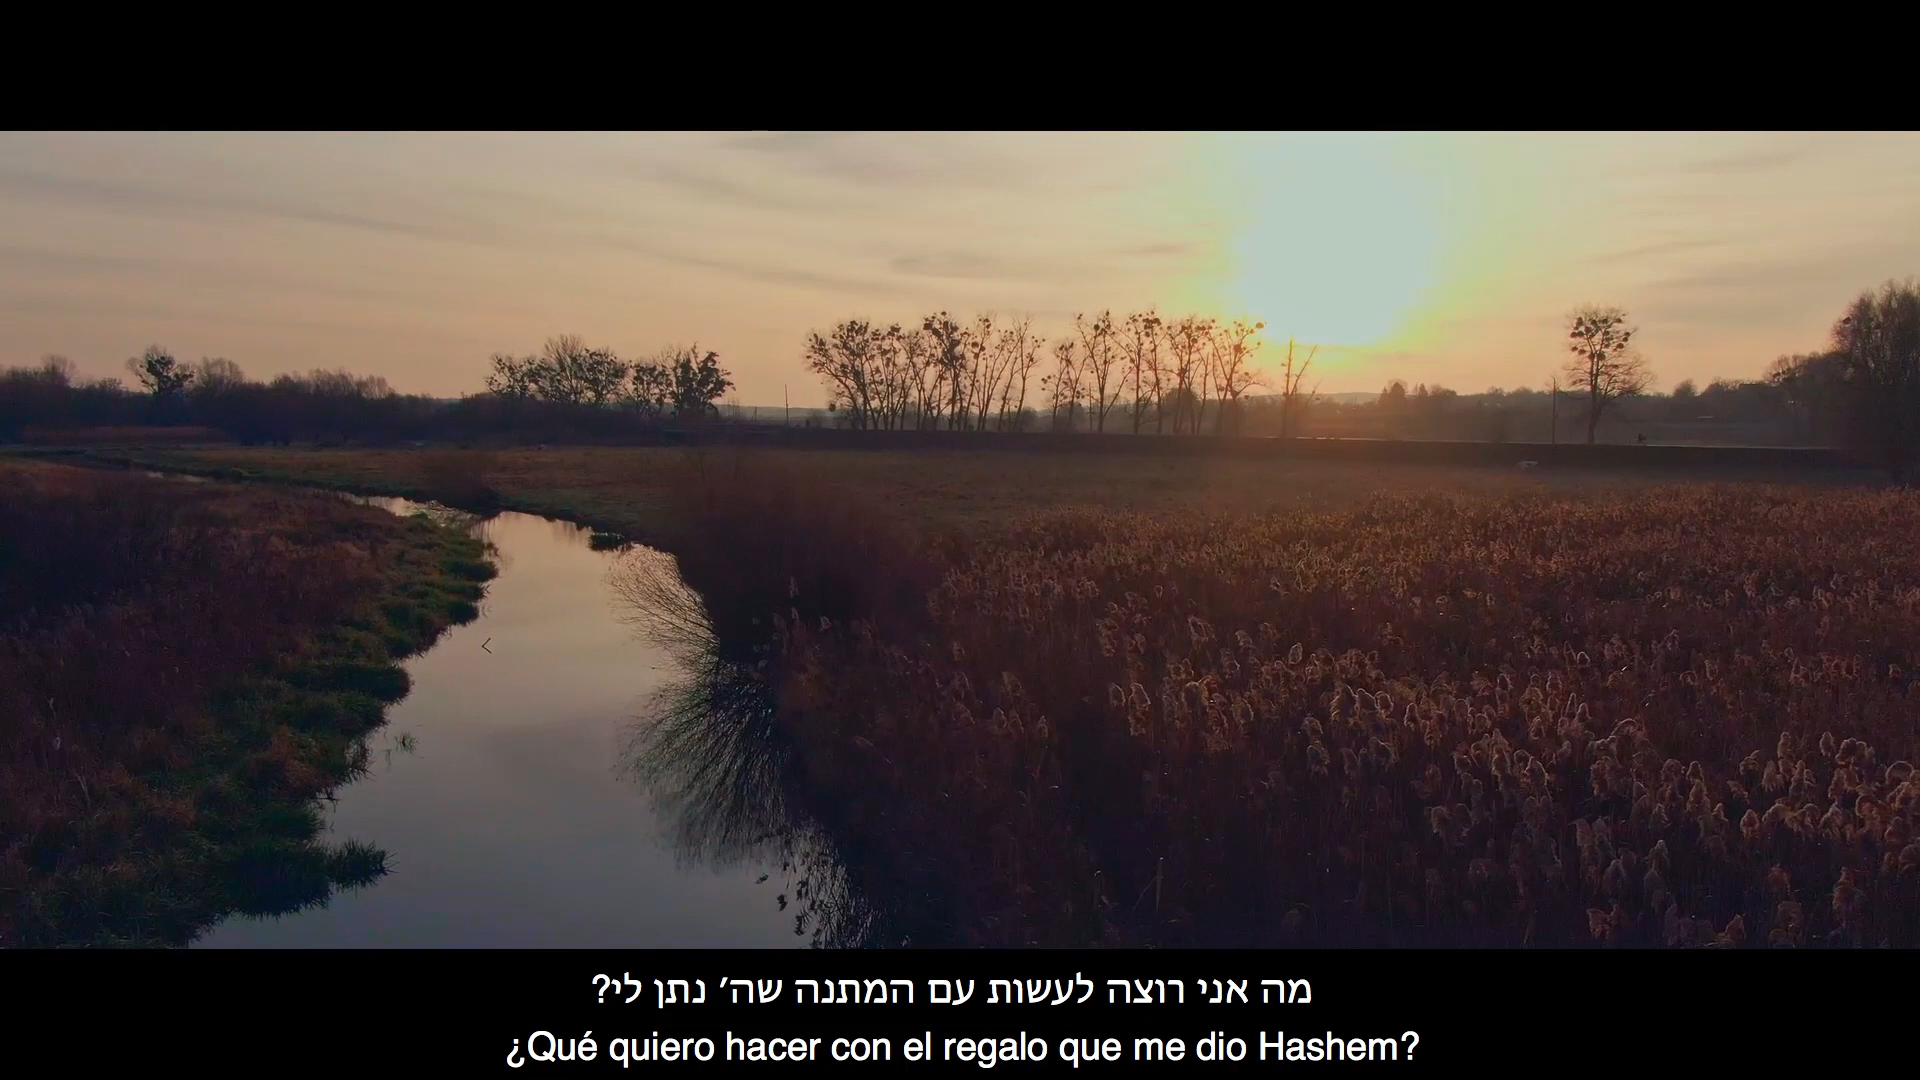 מה אני רוצה לעשות עם המתנה שה׳ נתן לי?
¿Qué quiero hacer con el regalo que me dio Hashem?